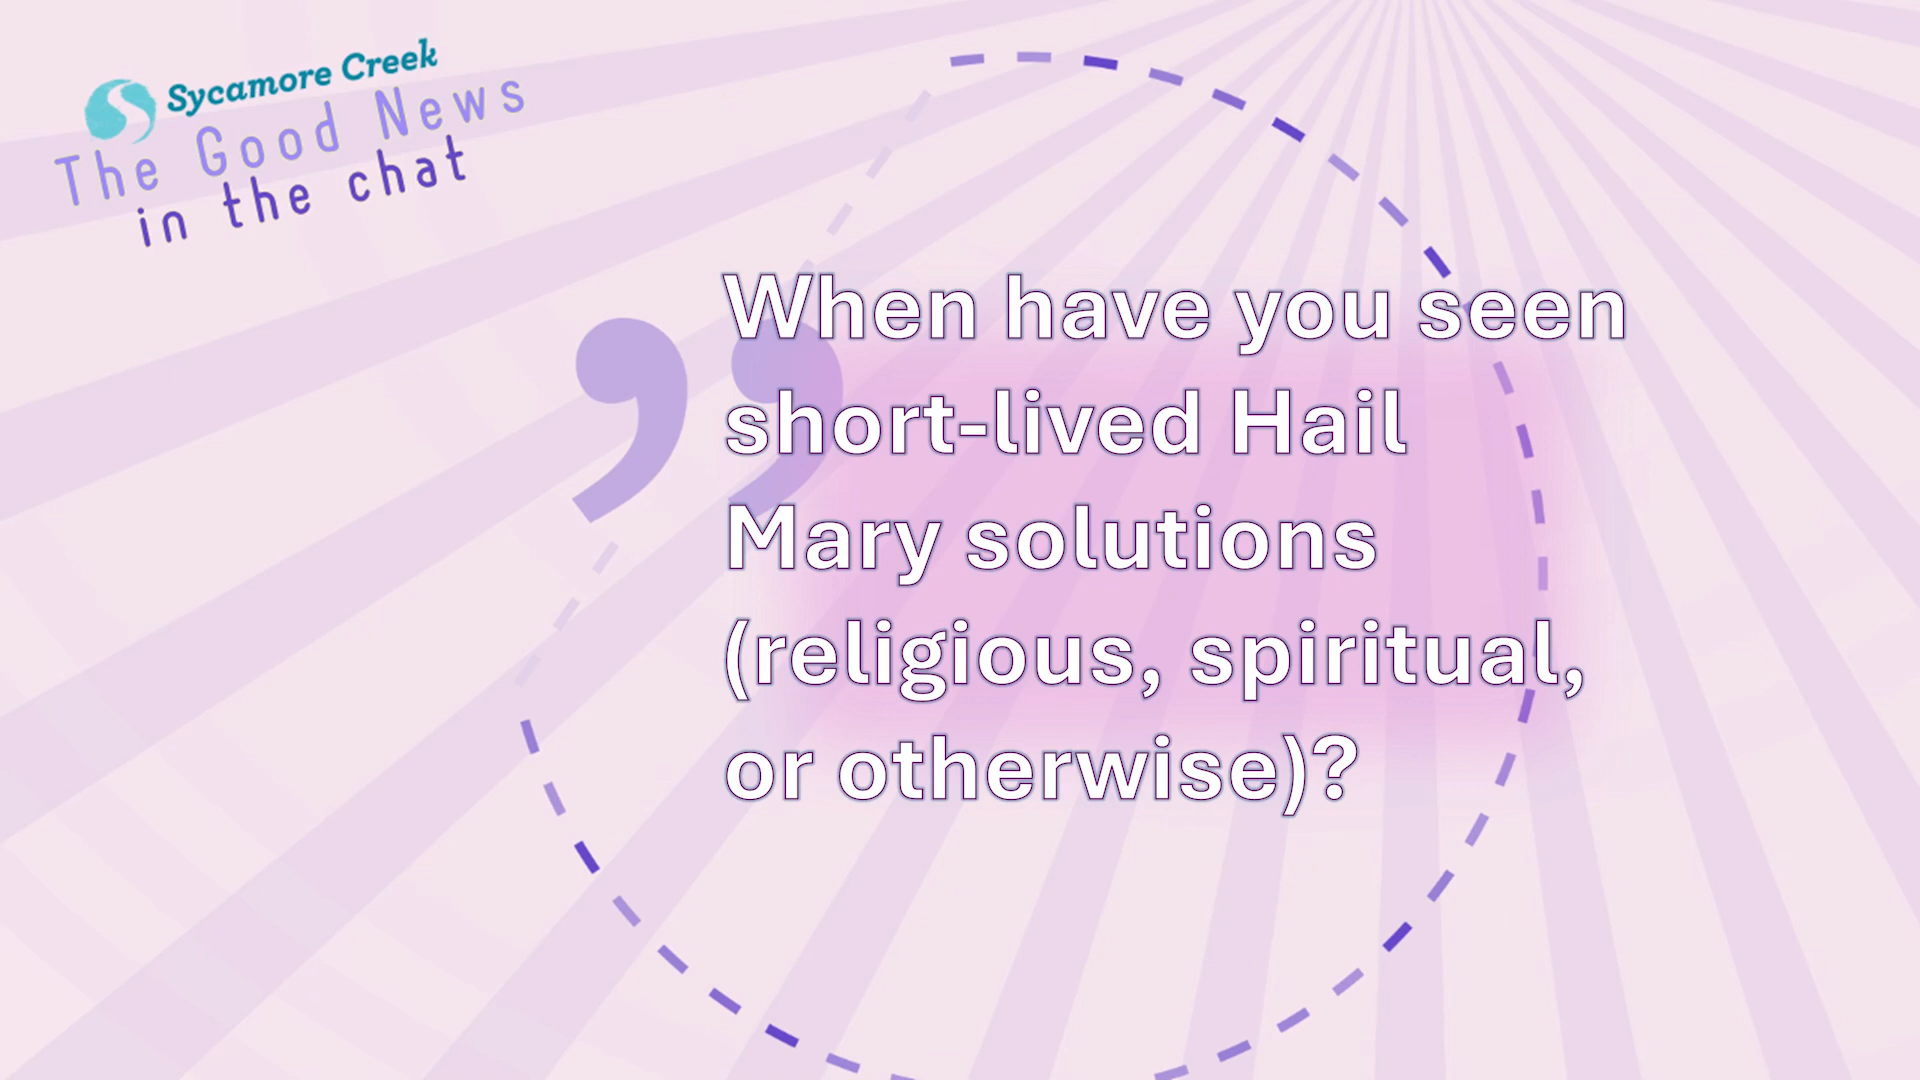 Sycamore Creek
The Good News
in the chat
When have you seen
short-lived Hail
Mary solutions
(religious, spiritual,
or otherwise)?